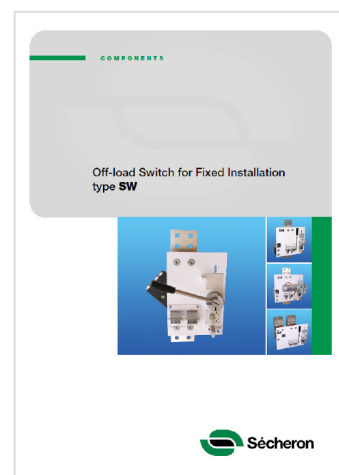 COMPONENTS
Off-load Switch for Fixed Installation
type SW
Sécheron